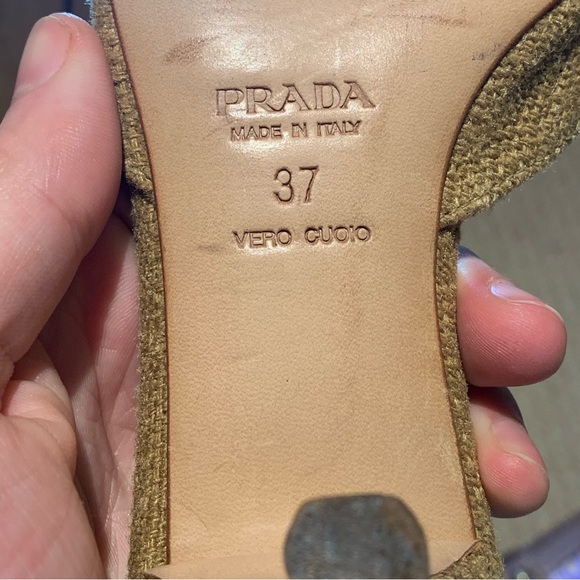 PRADA
MADE IN ITALY
37
VERO CUOIO